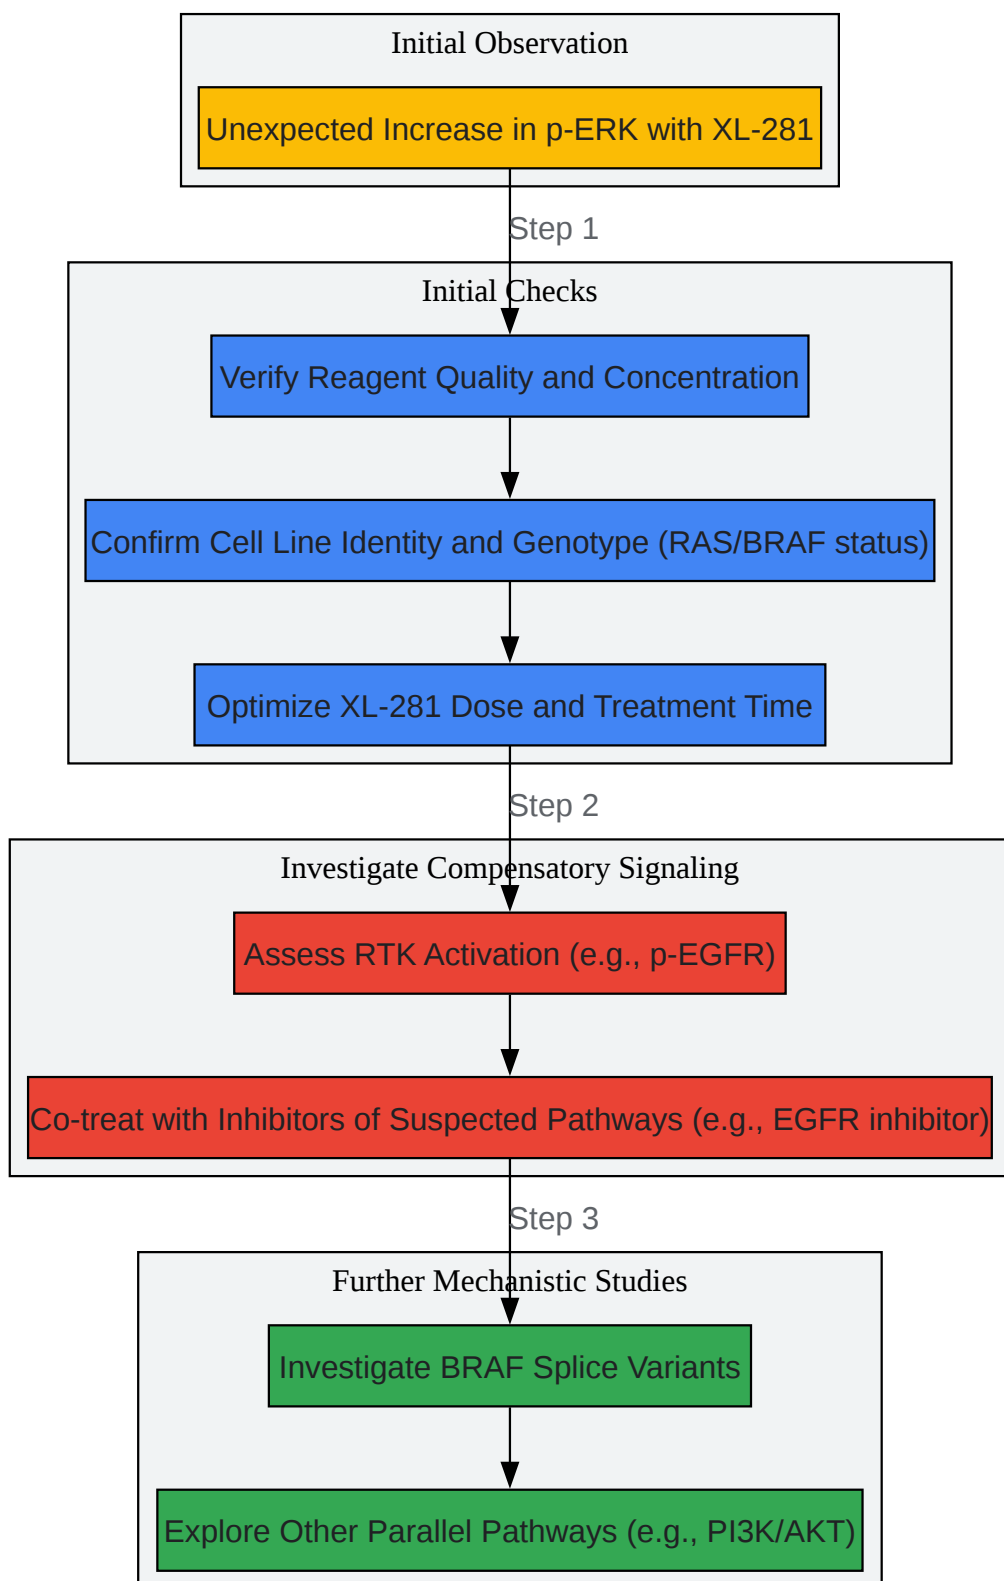 Initial Observation
Unexpected Increase in p-ERK with XL-281
Step 1
Initial Checks
Verify Reagent Quality and Concentration
Confirm Cell Line Identity and Genotype (RAS/BRAF status)
Optimize XL-281 Dose and Treatment Time
Step 2
Investigate Compensatory Signaling
Assess RTK Activation (e.g., p-EGFR)
Co-treat with Inhibitors of Suspected Pathways (e.g., EGFR inhibitor)
Step 3
Further Mechanistic Studies
Investigate BRAF Splice Variants
Explore Other Parallel Pathways (e.g., PI3K/AKT)